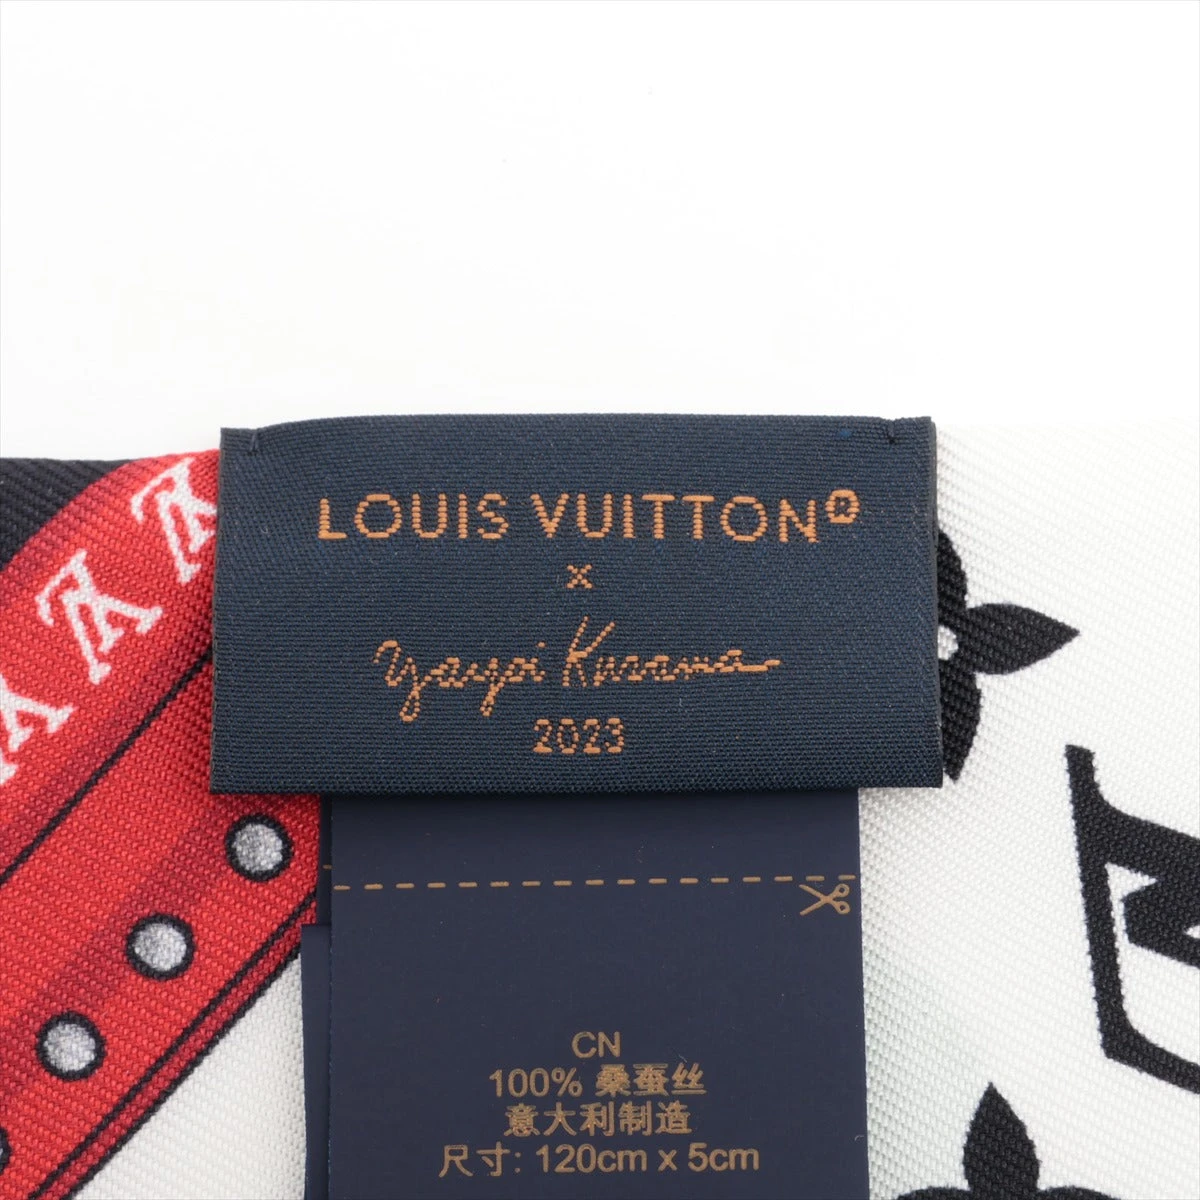 LOUIS VUITTON®
x
Yayoi Kusama
2023
CN
100% 桑蚕丝
意大利制造
尺寸: 120cm x 5cm